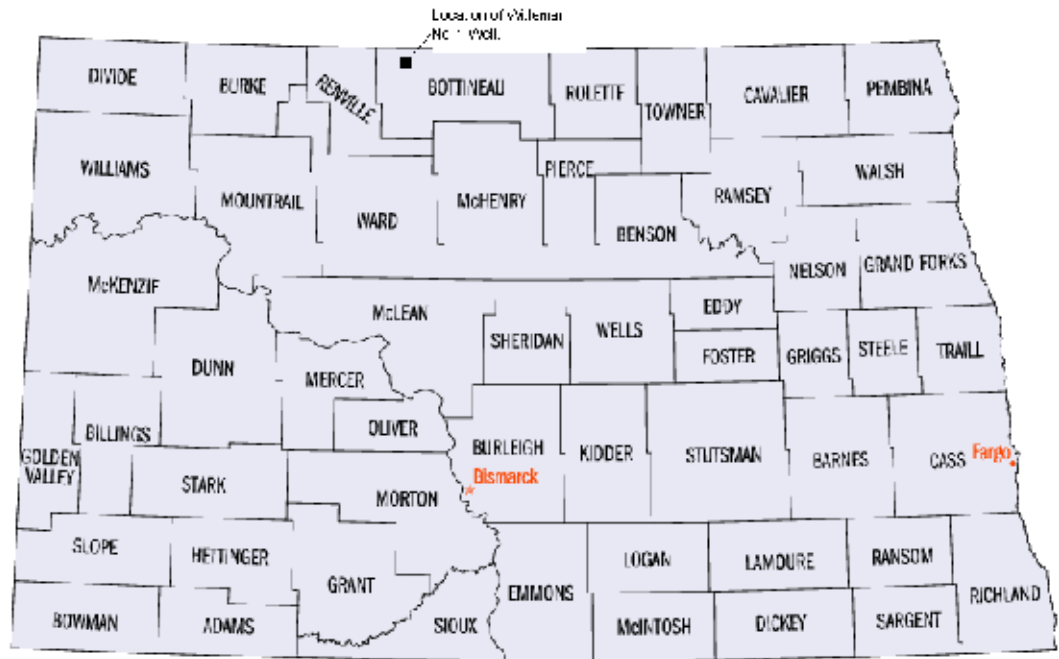 Location of
No. 1 Well.
DIVIDE
BURKE
RENVILLE
BOTTINEAU
ROLETTE
TOWNER
CAVALIER
PEMBINA
WILLIAMS
MOUNTRAIL
WARD
McHENRY
PIERCE
BENSON
RAMSEY
WALSH
McKENZIE
McLEAN
SHERIDAN
WELLS
EDDY
FOSTER
NELSON
GRAND FORKS
GRIGGS
STEELE
TRAILL
DUNN
MERCER
OLIVER
BILLINGS
GOLDEN
VALLEY
STARK
MORTON
BURLEIGH
Bismarck
KIDDER
STUTSMAN
BARNES
CASS
Fargo
SLOPE
HETTINGER
GRANT
BOWMAN
ADAMS
SIOUX
EMMONS
LOGAN
LAMOURE
RANSOM
RICHLAND
McINTOSH
DICKEY
SARGENT